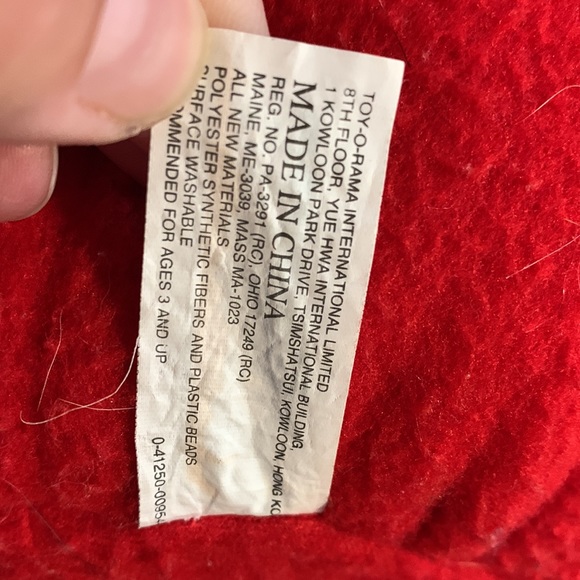 TOY-O-RAMA INTERNATIONAL LIMITED
8TH FLOOR, YUE HWA INTERNATIONAL BUILDING,
1 KOWLOON PARK DRIVE, TSIMSHATSUI, KOWLOON, HONG KO
MADE IN CHINA
REG. NO. PA-3291 (RC), OHIO 17249 (RC)
MAINE, ME-3039, MASS MA-1023
ALL NEW MATERIALS
POLYESTER SYNTHETIC FIBERS AND PLASTIC BEADS
SURFACE WASHABLE
OMMENDED FOR AGES 3 AND UP
0-41250-0095